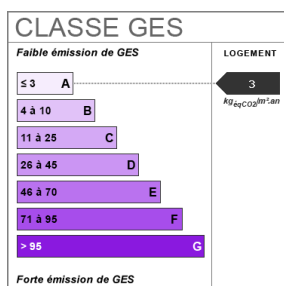 CLASSE GES
Faible émission de GES
LOGEMENT
≤ 3 A
3
kgéqCO2/m².an
4 à 10 B
11 à 25 C
26 à 45 D
46 à 70 E
71 à 95 F
> 95 G
Forte émission de GES